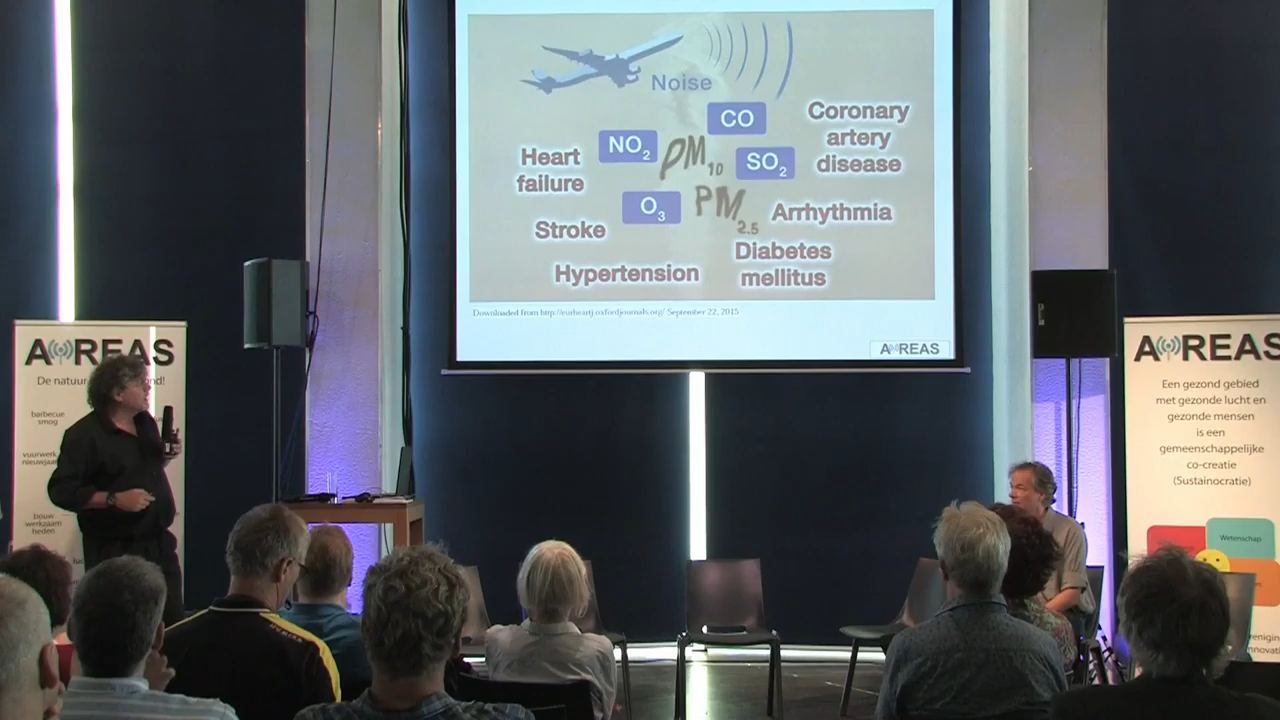 Noise
CO
Coronary
artery
disease
NO2
PM10
SO2
Heart
failure
O3
PM2.5
Arrhythmia
Stroke
Diabetes
mellitus
Hypertension
Downloaded from http://eurheartj.oxfordjournals.org/ September 22, 2015
AiREAS
AiREAS
De natuur
barbecue
smog
vuurwerk
nieuwjaar
bouw
werkzaam
heden
AiREAS
Een gezond gebied
met gezonde lucht en
gezonde mensen
is een
gemeenschappelijke
co-creatie
(Sustainocratie)
Wetenschap